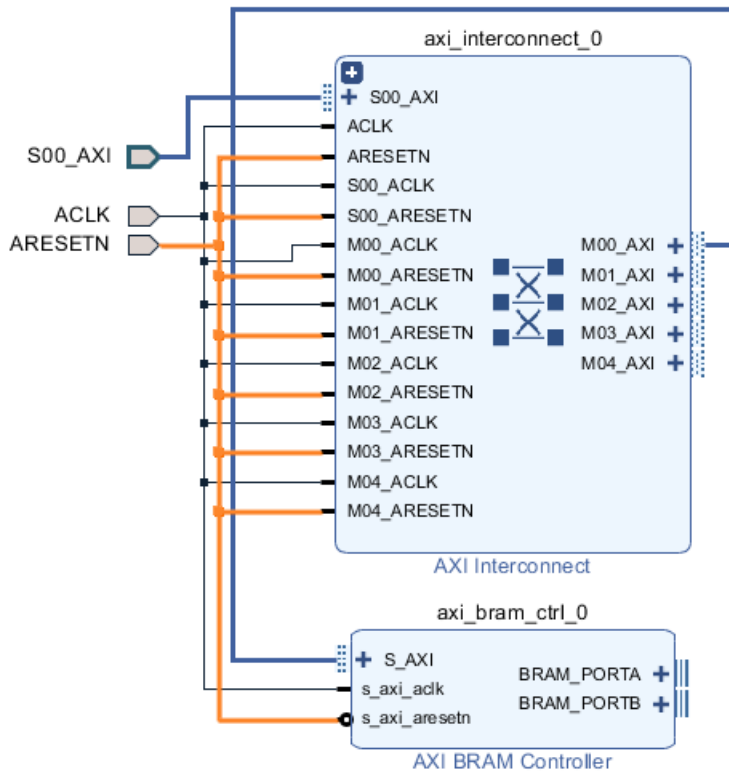 axi_interconnect_0
S00_AXI
ACLK
ARESETN
S00_AXI
ACLK
ARESETN
S00_ACLK
S00_ARESETN
M00_ACLK
M00_ARESETN
M01_ACLK
M01_ARESETN
M02_ACLK
M02_ARESETN
M03_ACLK
M03_ARESETN
M04_ACLK
M04_ARESETN
M00_AXI
M01_AXI
M02_AXI
M03_AXI
M04_AXI
AXI Interconnect
axi_bram_ctrl_0
S_AXI
s_axi_aclk
s_axi_aresetn
BRAM_PORTA
BRAM_PORTB
AXI BRAM Controller